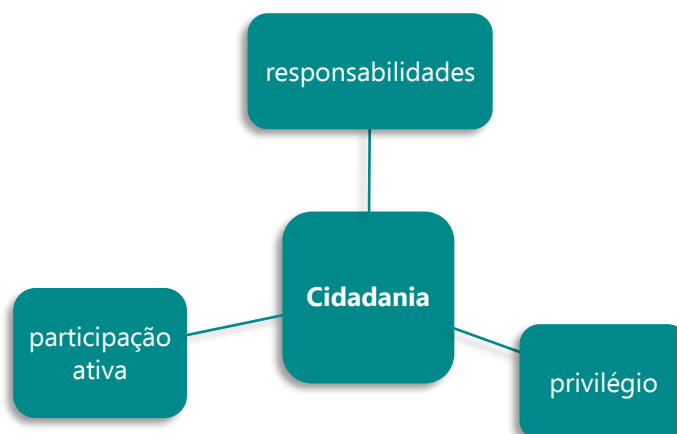 responsabilidades
Cidadania
participação
ativa
privilégio